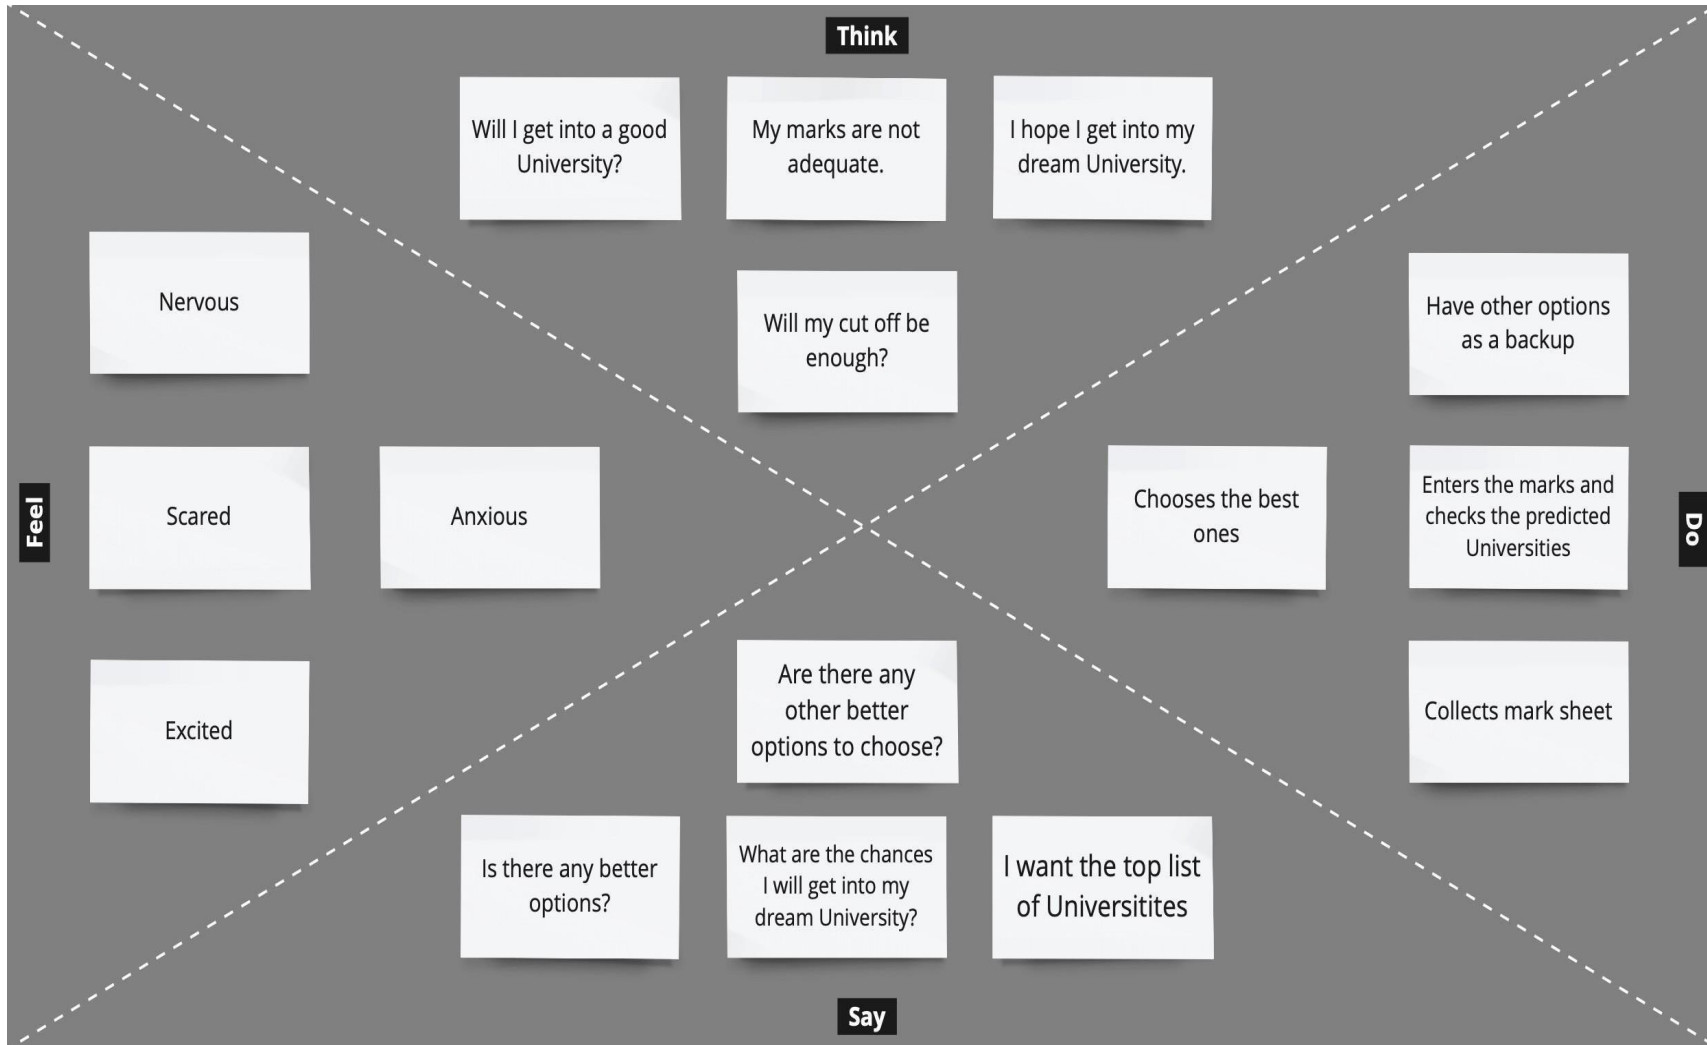 Think
Will I get into a good
University?
My marks are not
adequate.
I hope I get into my
dream University.
Will my cut off be
enough?
Feel
Nervous
Scared
Anxious
Excited
Have other options
as a backup
Chooses the best
ones
Enters the marks and
checks the predicted
Universities
Collects mark sheet
Do
Are there any
other better
options to choose?
Is there any better
options?
What are the chances
I will get into my
dream University?
I want the top list
of Universitites
Say